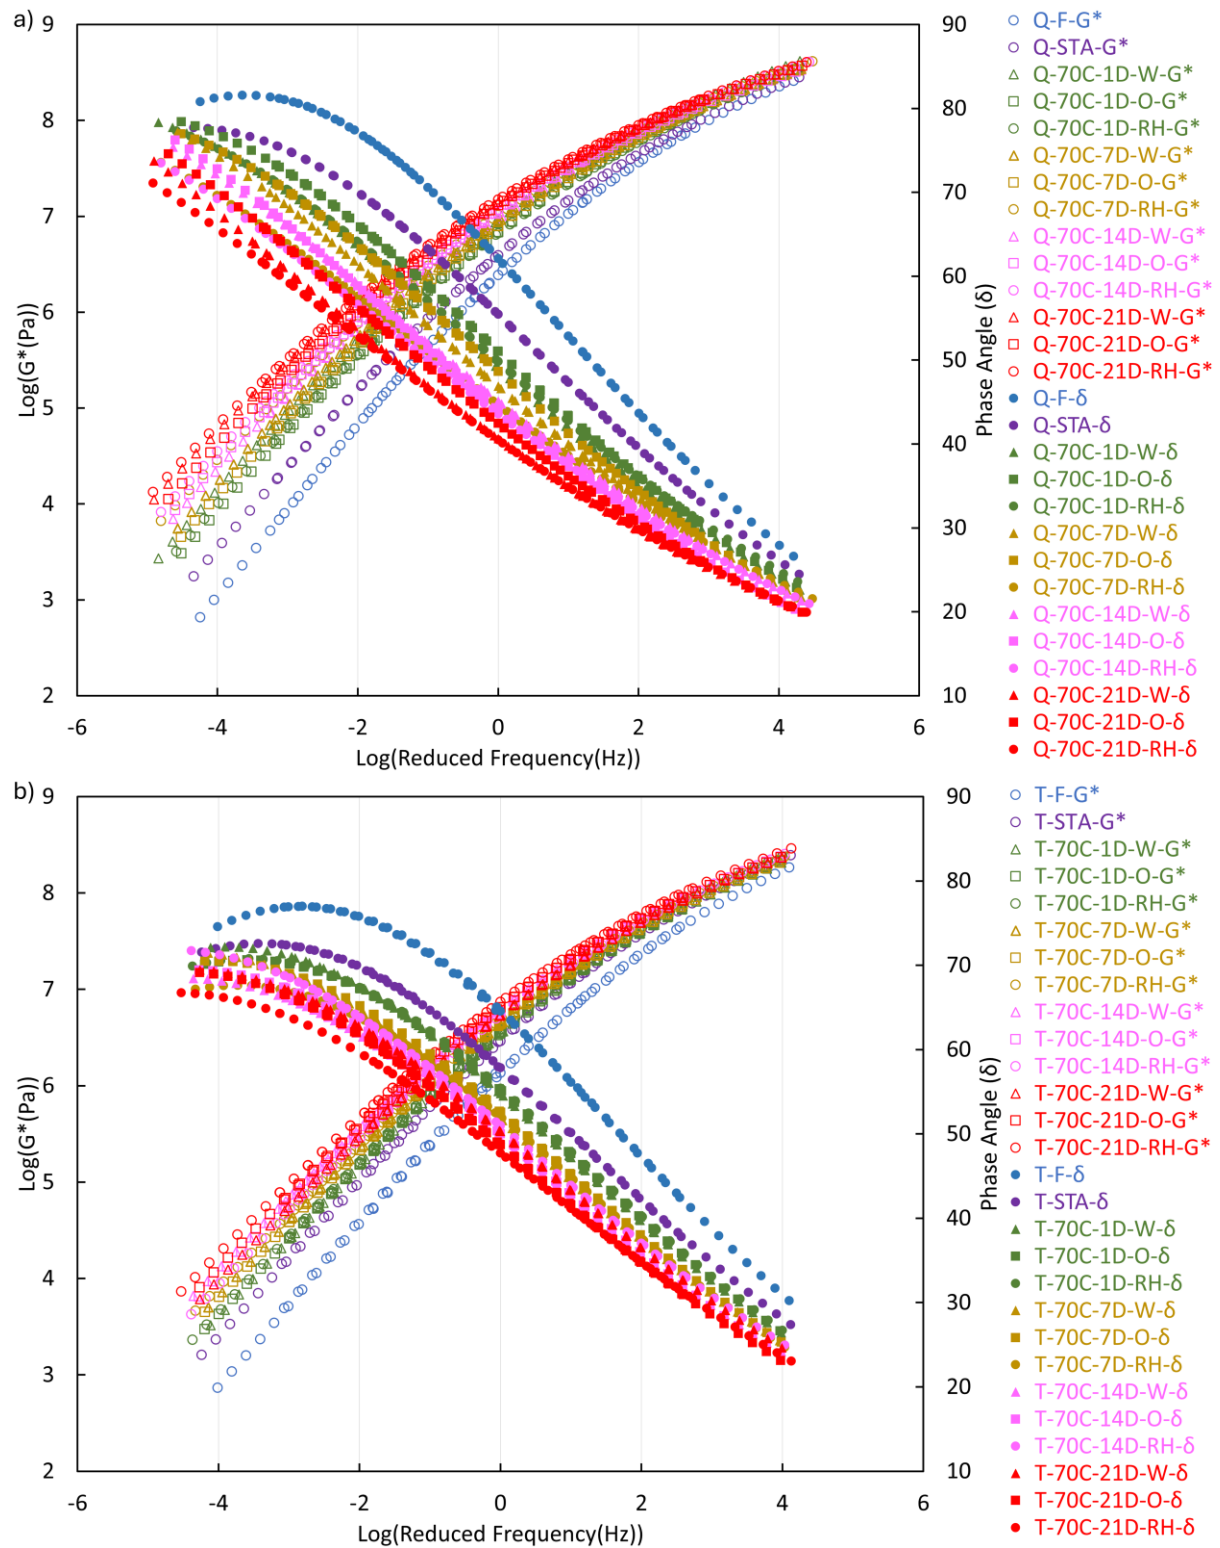 a)
9
8
7
6
5
4
3
2
Log(G*(Pa))
-6
-4
-2
0
2
4
6
Log(Reduced Frequency(Hz))
90
80
70
60
50
40
30
20
10
Phase Angle (δ)
Q-F-G*
Q-STA-G*
Q-70C-1D-W-G*
Q-70C-1D-O-G*
Q-70C-1D-RH-G*
Q-70C-7D-W-G*
Q-70C-7D-O-G*
Q-70C-7D-RH-G*
Q-70C-14D-W-G*
Q-70C-14D-O-G*
Q-70C-14D-RH-G*
Q-70C-21D-W-G*
Q-70C-21D-O-G*
Q-70C-21D-RH-G*
Q-F-δ
Q-STA-δ
Q-70C-1D-W-δ
Q-70C-1D-O-δ
Q-70C-1D-RH-δ
Q-70C-7D-W-δ
Q-70C-7D-O-δ
Q-70C-7D-RH-δ
Q-70C-14D-W-δ
Q-70C-14D-O-δ
Q-70C-14D-RH-δ
Q-70C-21D-W-δ
Q-70C-21D-O-δ
Q-70C-21D-RH-δ
b)
9
8
7
6
5
4
3
2
Log(G*(Pa))
-6
-4
-2
0
2
4
6
Log(Reduced Frequency(Hz))
90
80
70
60
50
40
30
20
10
Phase Angle (δ)
T-F-G*
T-STA-G*
T-70C-1D-W-G*
T-70C-1D-O-G*
T-70C-1D-RH-G*
T-70C-7D-W-G*
T-70C-7D-O-G*
T-70C-7D-RH-G*
T-70C-14D-W-G*
T-70C-14D-O-G*
T-70C-14D-RH-G*
T-70C-21D-W-G*
T-70C-21D-O-G*
T-70C-21D-RH-G*
T-F-δ
T-STA-δ
T-70C-1D-W-δ
T-70C-1D-O-δ
T-70C-1D-RH-δ
T-70C-7D-W-δ
T-70C-7D-O-δ
T-70C-7D-RH-δ
T-70C-14D-W-δ
T-70C-14D-O-δ
T-70C-14D-RH-δ
T-70C-21D-W-δ
T-70C-21D-O-δ
T-70C-21D-RH-δ